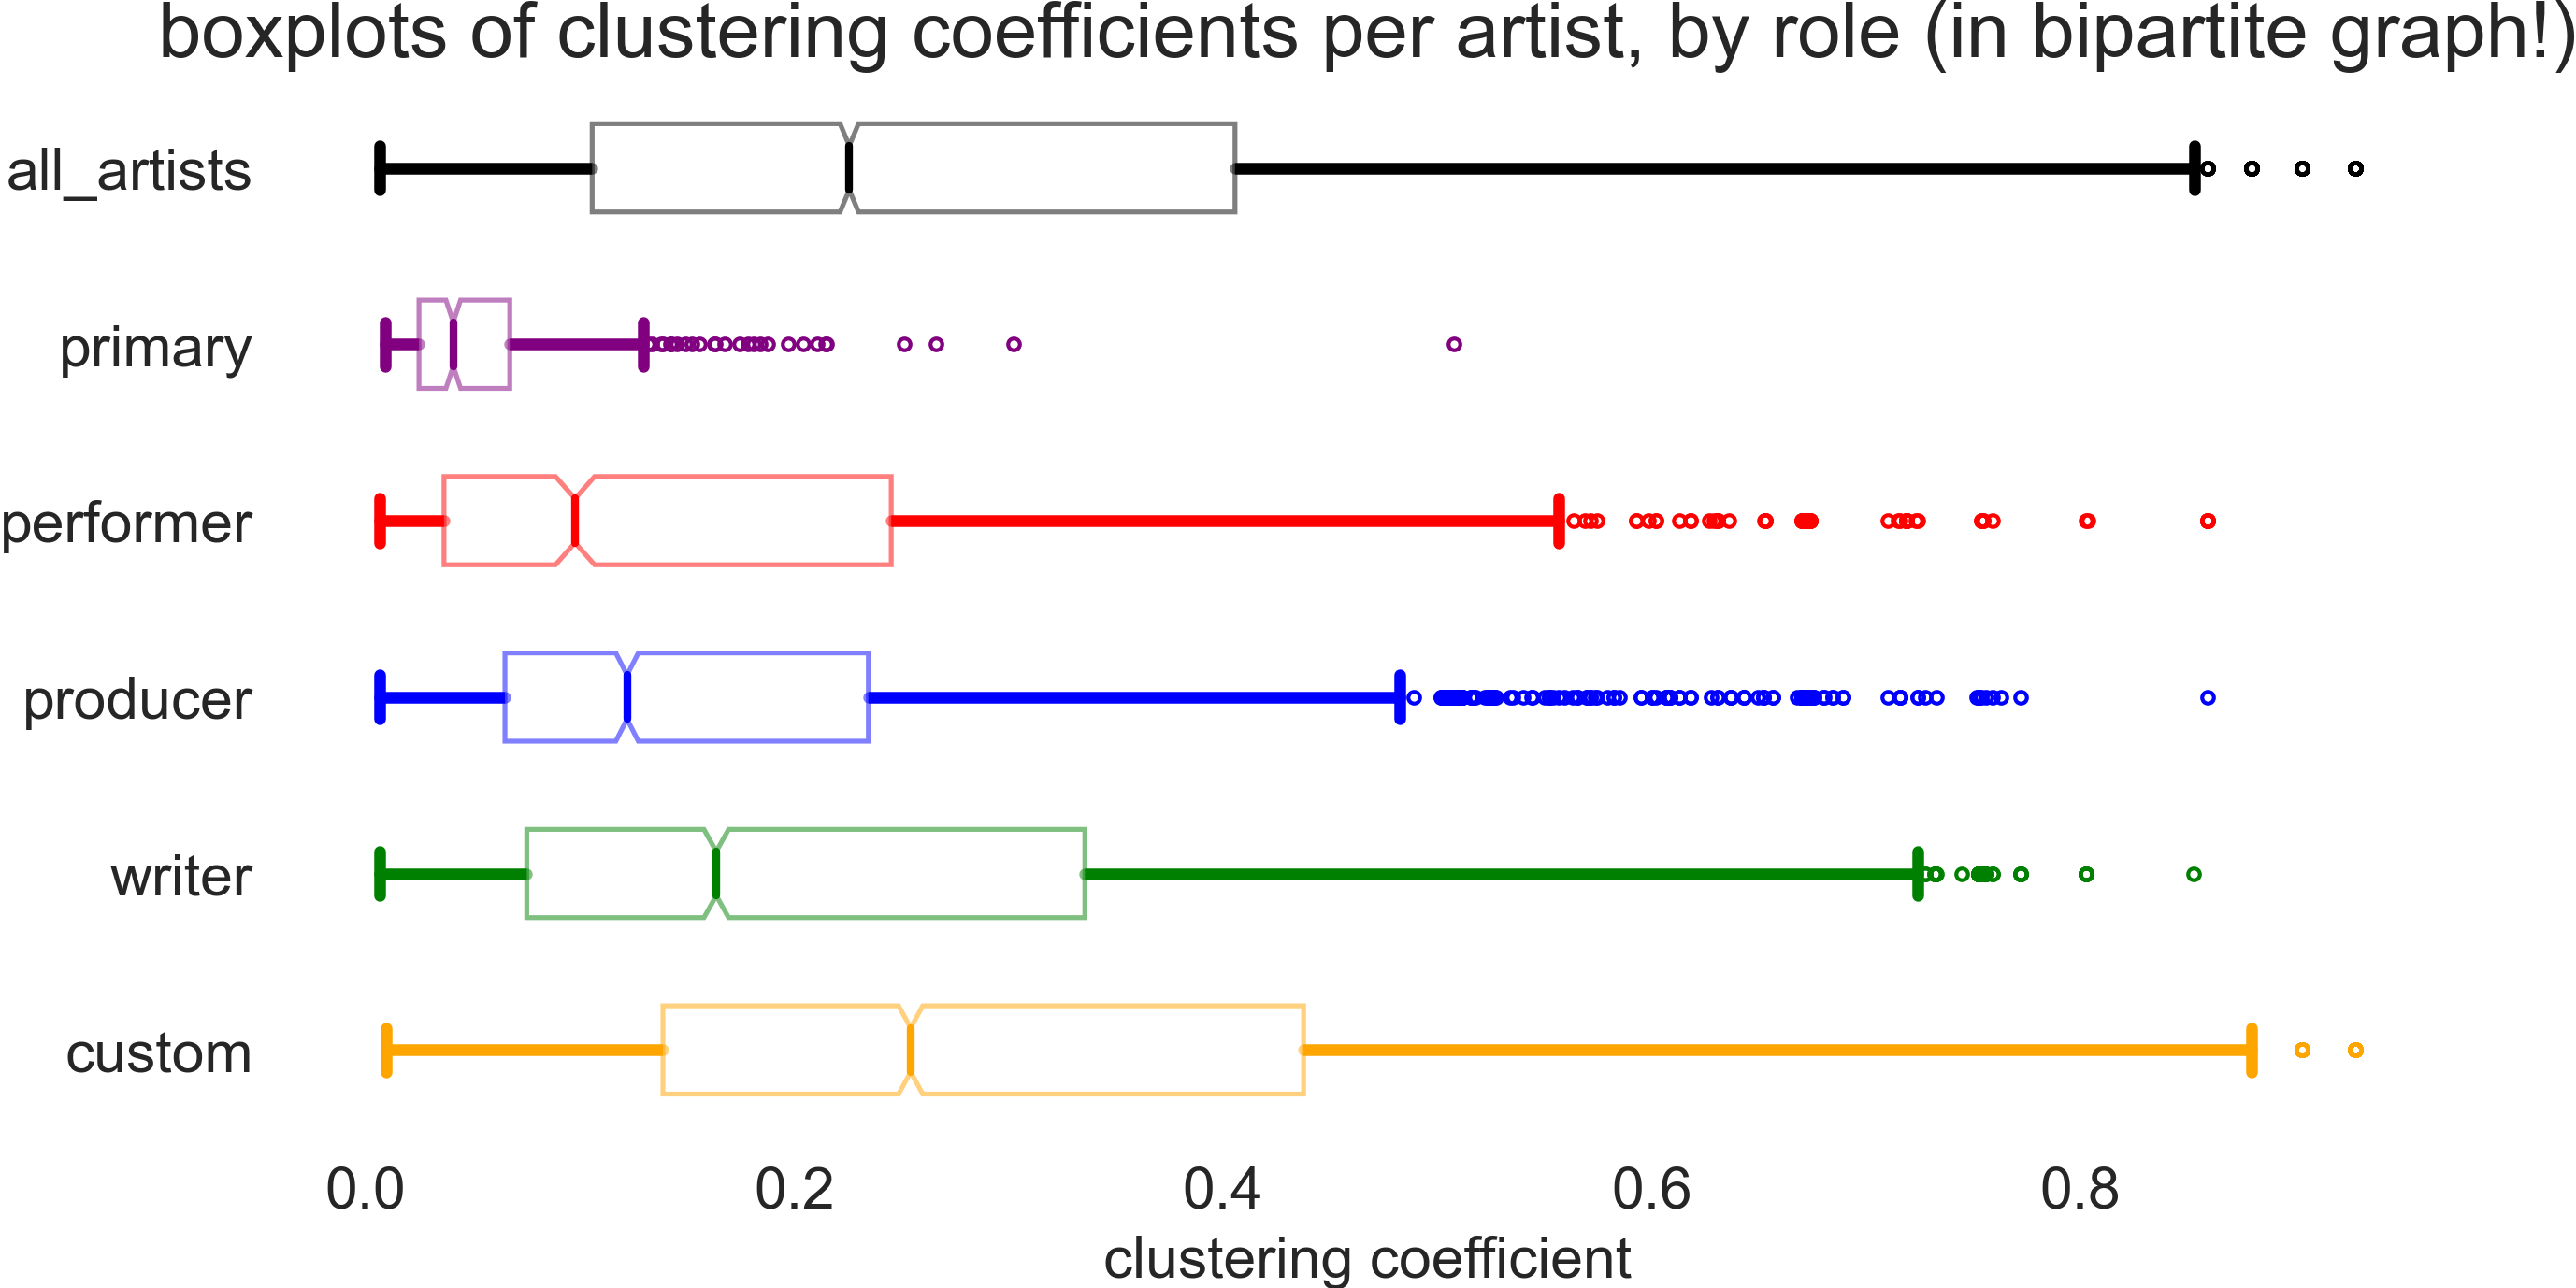 boxplots of clustering coefficients per artist, by role (in bipartite graph!)
all_artists
primary
performer
producer
writer
custom
0.0 0.2 0.4 0.6 0.8
clustering coefficient